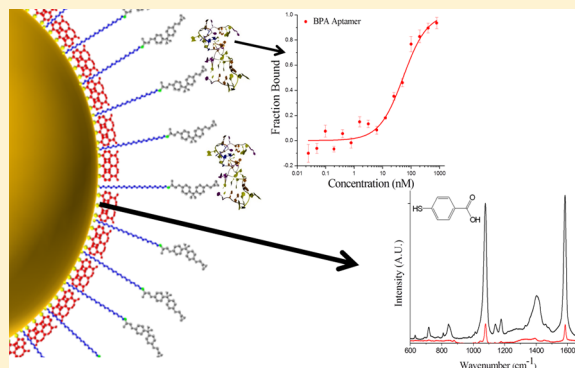 BPA Aptamer
Fraction Bound
1.0
0.8
0.6
0.4
0.2
0.0
-0.2
0.01 0.1 1 10 100 1000
Concentration (nM)
HS
O
OH
Intensity (A.U.)
600 800 1000 1200 1400 1600
Wavenumber (cm-1)